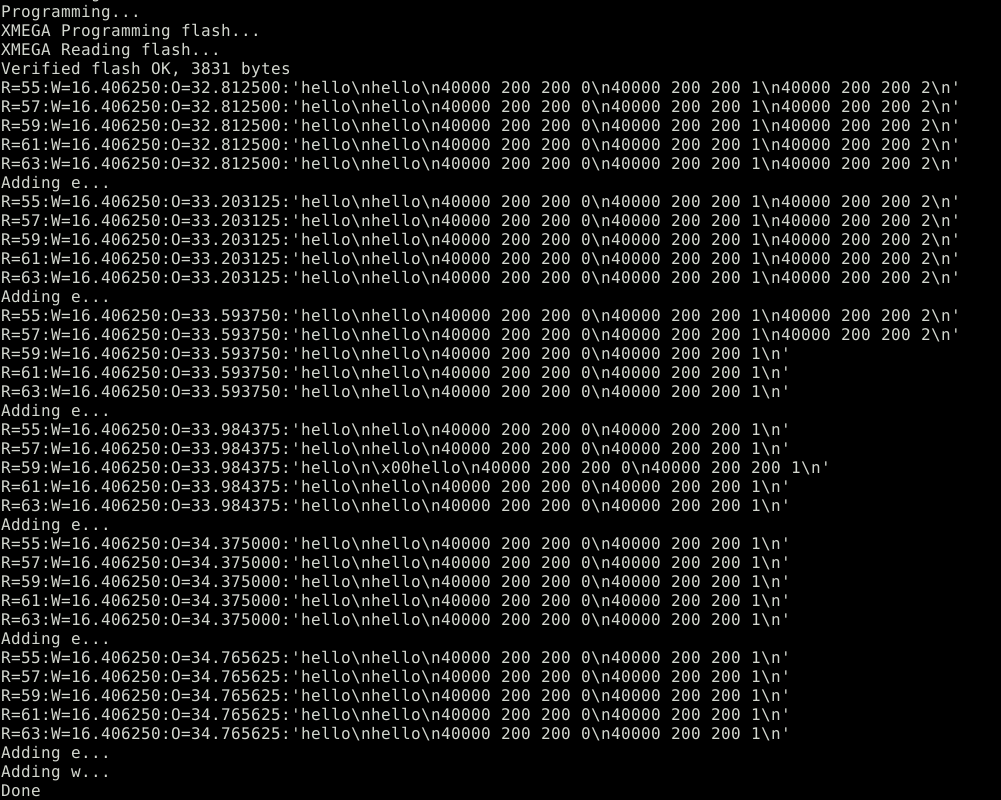 Programming...
XMEGA Programming flash...
XMEGA Reading flash...
Verified flash OK, 3831 bytes
R=55:W=16.406250:O=32.812500:'hello\nhello\n40000 200 200 0\n40000 200 200 1\n40000 200 200 2\n'
R=57:W=16.406250:O=32.812500:'hello\nhello\n40000 200 200 0\n40000 200 200 1\n40000 200 200 2\n'
R=59:W=16.406250:O=32.812500:'hello\nhello\n40000 200 200 0\n40000 200 200 1\n40000 200 200 2\n'
R=61:W=16.406250:O=32.812500:'hello\nhello\n40000 200 200 0\n40000 200 200 1\n40000 200 200 2\n'
R=63:W=16.406250:O=32.812500:'hello\nhello\n40000 200 200 0\n40000 200 200 1\n40000 200 200 2\n'
Adding e...
R=55:W=16.406250:O=33.203125:'hello\nhello\n40000 200 200 0\n40000 200 200 1\n40000 200 200 2\n'
R=57:W=16.406250:O=33.203125:'hello\nhello\n40000 200 200 0\n40000 200 200 1\n40000 200 200 2\n'
R=59:W=16.406250:O=33.203125:'hello\nhello\n40000 200 200 0\n40000 200 200 1\n40000 200 200 2\n'
R=61:W=16.406250:O=33.203125:'hello\nhello\n40000 200 200 0\n40000 200 200 1\n40000 200 200 2\n'
R=63:W=16.406250:O=33.203125:'hello\nhello\n40000 200 200 0\n40000 200 200 1\n40000 200 200 2\n'
Adding e...
R=55:W=16.406250:O=33.593750:'hello\nhello\n40000 200 200 0\n40000 200 200 1\n40000 200 200 2\n'
R=57:W=16.406250:O=33.593750:'hello\nhello\n40000 200 200 0\n40000 200 200 1\n40000 200 200 2\n'
R=59:W=16.406250:O=33.593750:'hello\nhello\n40000 200 200 0\n40000 200 200 1\n'
R=61:W=16.406250:O=33.593750:'hello\nhello\n40000 200 200 0\n40000 200 200 1\n'
R=63:W=16.406250:O=33.593750:'hello\nhello\n40000 200 200 0\n40000 200 200 1\n'
Adding e...
R=55:W=16.406250:O=33.984375:'hello\nhello\n40000 200 200 0\n40000 200 200 1\n'
R=57:W=16.406250:O=33.984375:'hello\nhello\n40000 200 200 0\n40000 200 200 1\n'
R=59:W=16.406250:O=33.984375:'hello\n\x00hello\n40000 200 200 0\n40000 200 200 1\n'
R=61:W=16.406250:O=33.984375:'hello\nhello\n40000 200 200 0\n40000 200 200 1\n'
R=63:W=16.406250:O=33.984375:'hello\nhello\n40000 200 200 0\n40000 200 200 1\n'
Adding e...
R=55:W=16.406250:O=34.375000:'hello\nhello\n40000 200 200 0\n40000 200 200 1\n'
R=57:W=16.406250:O=34.375000:'hello\nhello\n40000 200 200 0\n40000 200 200 1\n'
R=59:W=16.406250:O=34.375000:'hello\nhello\n40000 200 200 0\n40000 200 200 1\n'
R=61:W=16.406250:O=34.375000:'hello\nhello\n40000 200 200 0\n40000 200 200 1\n'
R=63:W=16.406250:O=34.375000:'hello\nhello\n40000 200 200 0\n40000 200 200 1\n'
Adding e...
R=55:W=16.406250:O=34.765625:'hello\nhello\n40000 200 200 0\n40000 200 200 1\n'
R=57:W=16.406250:O=34.765625:'hello\nhello\n40000 200 200 0\n40000 200 200 1\n'
R=59:W=16.406250:O=34.765625:'hello\nhello\n40000 200 200 0\n40000 200 200 1\n'
R=61:W=16.406250:O=34.765625:'hello\nhello\n40000 200 200 0\n40000 200 200 1\n'
R=63:W=16.406250:O=34.765625:'hello\nhello\n40000 200 200 0\n40000 200 200 1\n'
Adding e...
Adding w...
Done